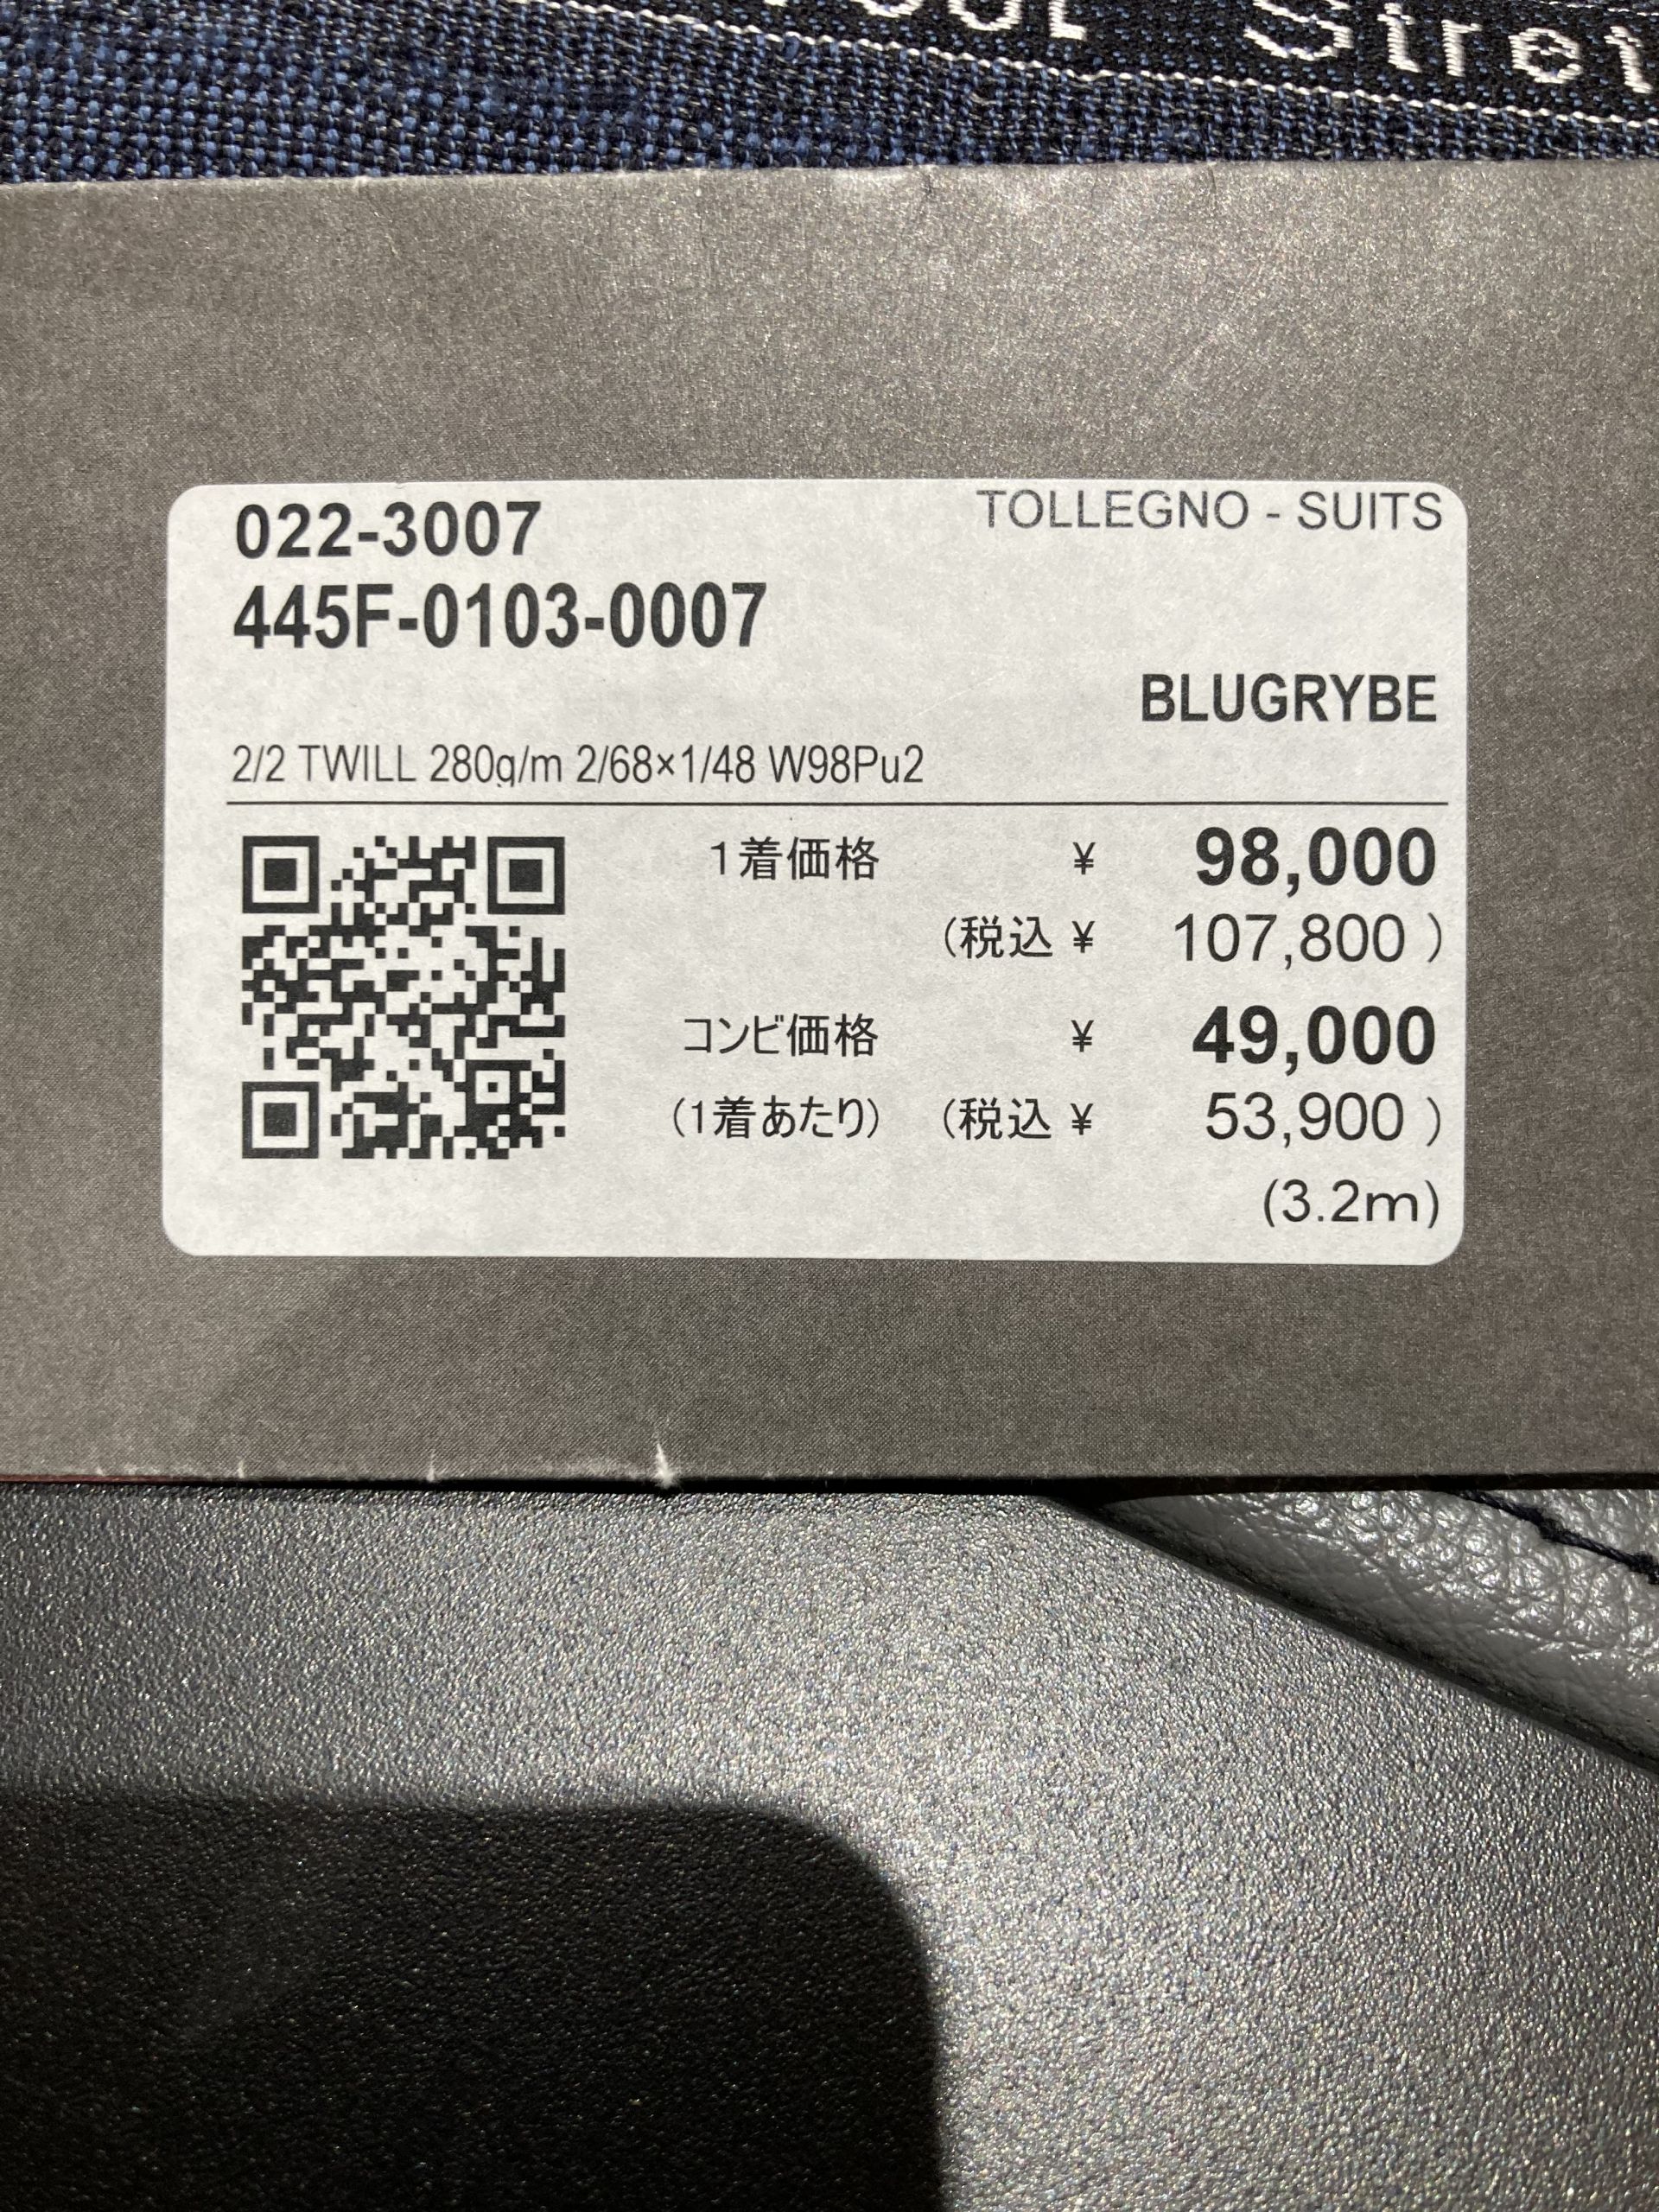 Stret
022-3007
TOLLEGNO - SUITS
445F-0103-0007
BLUGRYBE
2/2 TWILL 280g/m 2/68×1/48 W98Pu2
1着価格 ¥ 98,000
(税込 ¥ 107,800 )
コンビ価格 ¥ 49,000
(1着あたり) (税込 ¥ 53,900 )
(3.2m)